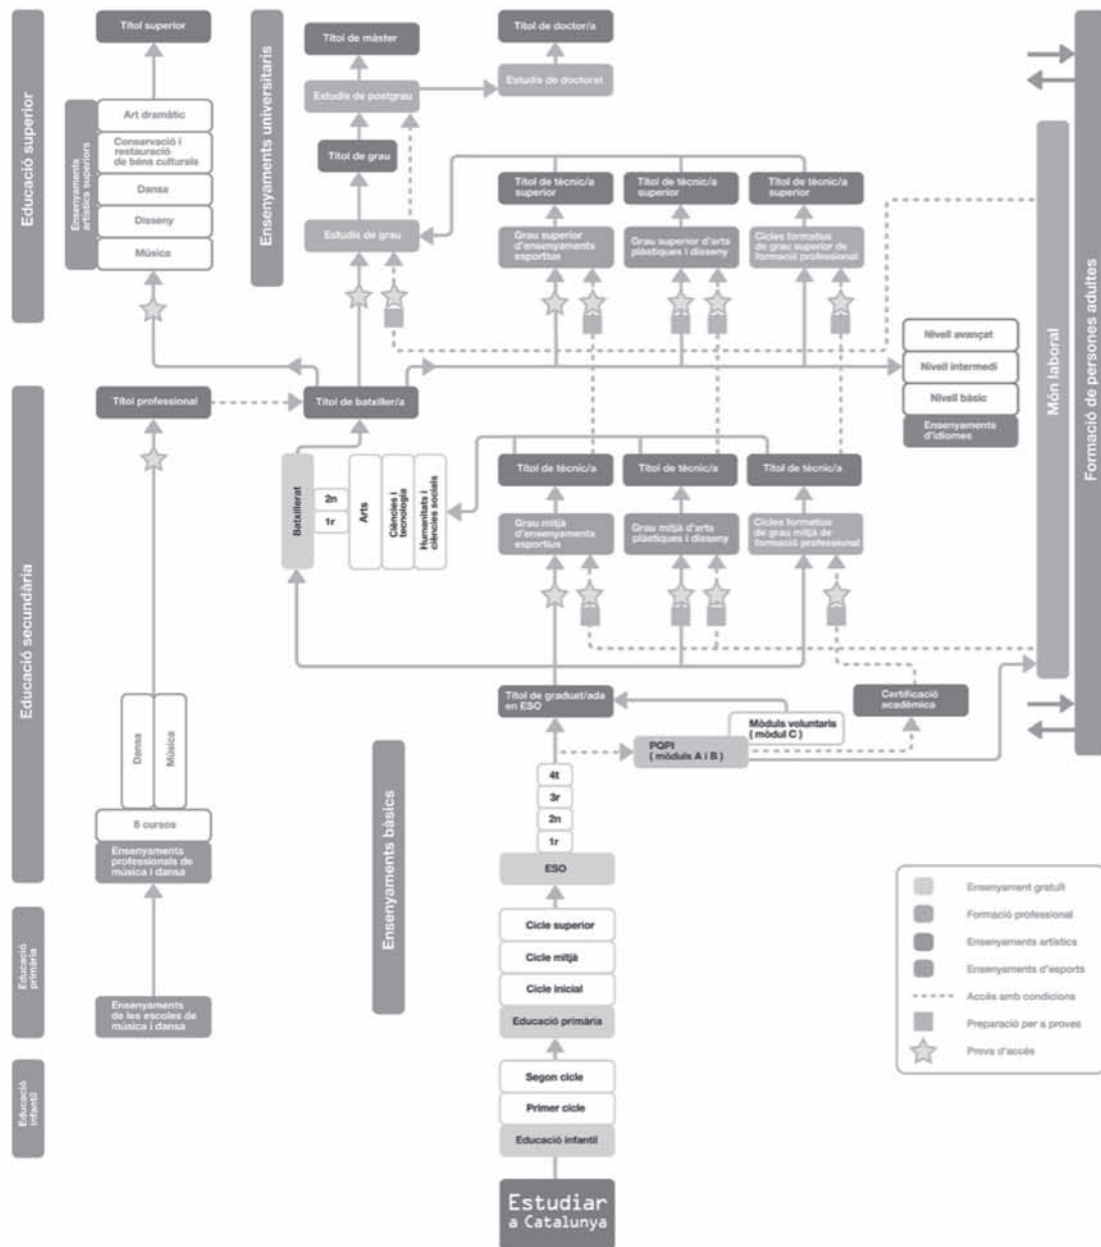 Educació superior
Títol superior
Ensenyaments
artístics superiors
Art dramàtic
Conservació i
restauració
de béns culturals
Dansa
Disseny
Música
Ensenyaments universitaris
Títol de màster
Títol de doctor/a
Estudis de postgrau
Estudis de doctorat
Títol de grau
Estudis de grau
Títol de tècnic/a
superior
Títol de tècnic/a
superior
Títol de tècnic/a
superior
Grau superior
d'ensenyaments
esportius
Grau superior d'arts
plàstiques i disseny
Cicles formatius
de grau superior de
formació professional
Nivell avançat
Nivell intermedi
Nivell bàsic
Ensenyaments
d'idiomes
Món laboral
Formació de persones adultes
Educació secundària
Títol professional
Títol de batxiller/a
Batxillerat
2n
1r
Arts
Ciències i
tecnologia
Humanitats i
ciències socials
Títol de tècnic/a
Títol de tècnic/a
Títol de tècnic/a
Grau mitjà
d'ensenyaments
esportius
Grau mitjà d'arts
plàstiques i disseny
Cicles formatius
de grau mitjà de
formació professional
Títol de graduat/ada
en ESO
Certificació
acadèmica
Mòduls voluntaris
( mòdul C )
PQPI
( mòduls A i B )
Dansa
Música
6 cursos
Ensenyaments
professionals de
música i dansa
Ensenyaments bàsics
4t
3r
2n
1r
ESO
Educació
primària
Ensenyaments
de les escoles de
música i dansa
Cicle superior
Cicle mitjà
Cicle inicial
Educació primària
Educació
infantil
Segon cicle
Primer cicle
Educació infantil
Estudiar
a Catalunya
Ensenyament gratuït
Formació professional
Ensenyaments artístics
Ensenyaments d'esports
Accés amb condicions
Preparació per a proves
Prova d'accés